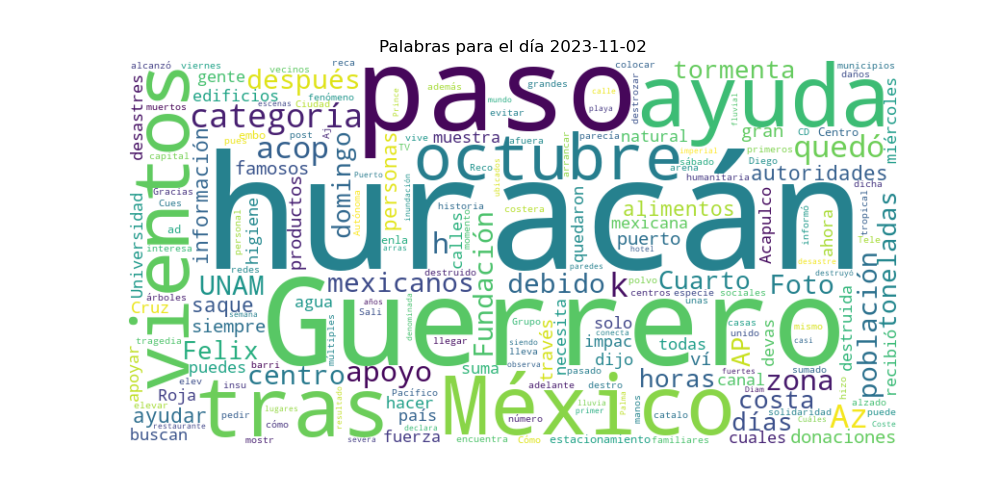 Palabras para el día 2023-11-02
alcanzó viernes vecinos reca además grandes colocar municipios
gente después paso tormenta daños
edificios fenómeno Prince mundo destrozar ayuda
muertos categoría escenas Ciudad evitar calle playa fluvial
desastres vientos post Aj vive muestra afuera parecía natural gran CD Centro quedó miércoles
pues embo acop TV octubre arrancar sábado primeros Diego
capital famosos domingo personas Reco ubicados humanitaria arena imperial autoridades
información Gracias Cues Puerto Autónoma historia alimentos dicha
Universidad personal productos inundación costera mexicana Acapulco ahora tropical
ad higiene huracán h calles momento enla quedaron puerto informó Tele
interesa redes arras hotel desastre toneladas
UNAM mexicanos destruido debido k paredes polvo Cuarto Foto destruyó
árboles agua años denominada Fundación centros especie sociales población
Cruz saque semana Sali Guerrero Grupo unas casas mismo recibió
siempre tragedia múltiples llegar siendo conecta solo impac todas unido casi destruida
Felix barri suma lleva observa través necesita dijo ví AP devas
apoyar puedes elev centro apoyo pasado zona sumado fuertes hizo
Roja insu Pacífico adelante destro horas canal Diam
elevar tras hacer México lluvia Palma costa alzado puede
ayudar pedir lugares resultado país número primer manos catalo días solidaridad Az Coste
restaurante cómo declara Cuáles
buscan mostr severa fuerza encuentra Cómo estacionamiento familiares cuales donaciones